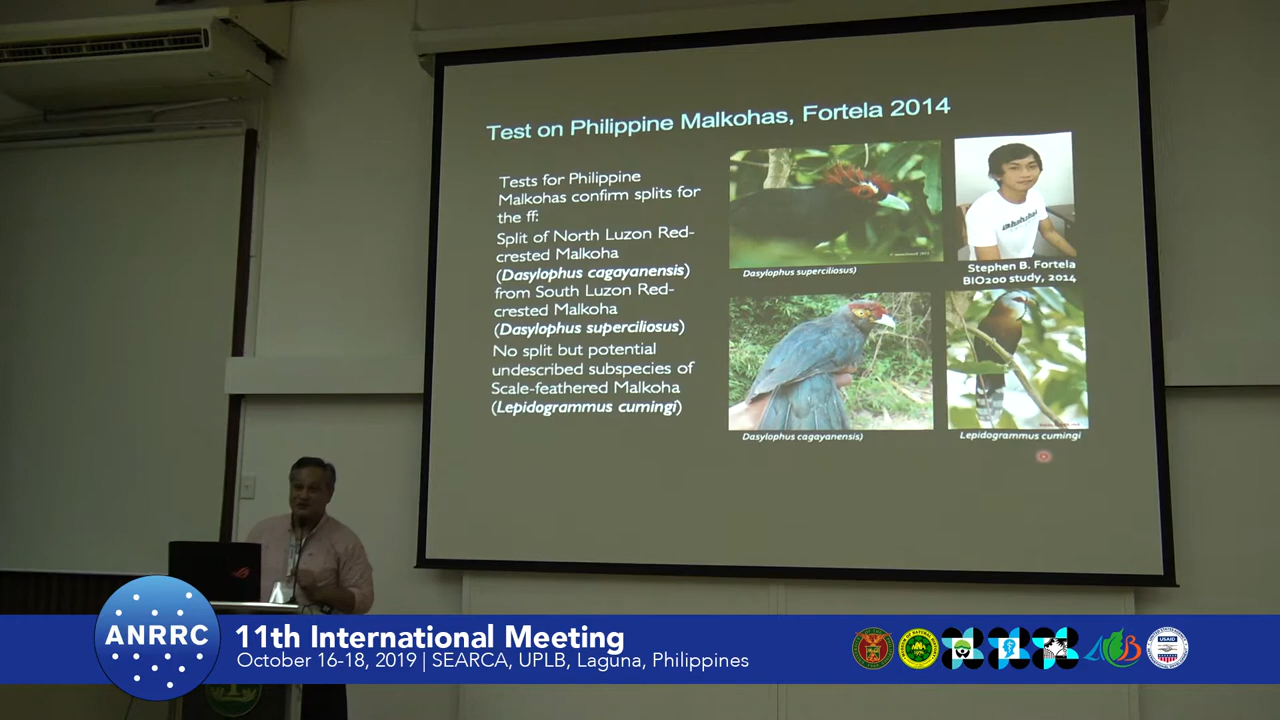 Test on Philippine Malkohas, Fortela 2014
Tests for Philippine
Malkohas confirm splits for
the ff:
Split of North Luzon Red-
crested Malkoha
(Dasylophus cagayanensis)
from South Luzon Red-
crested Malkoha
(Dasylophus superciliosus)
No split but potential
undescribed subspecies of
Scale-feathered Malkoha
(Lepidogrammus cumingi)
Dasylophus superciliosus)
Stephen B. Fortela
BIO200 study, 2014
Dasylophus cagayanensis)
Lepidogrammus cumingi
ANRRC
11th International Meeting
October 16-18, 2019 | SEARCA, UPLB, Laguna, Philippines
USAID